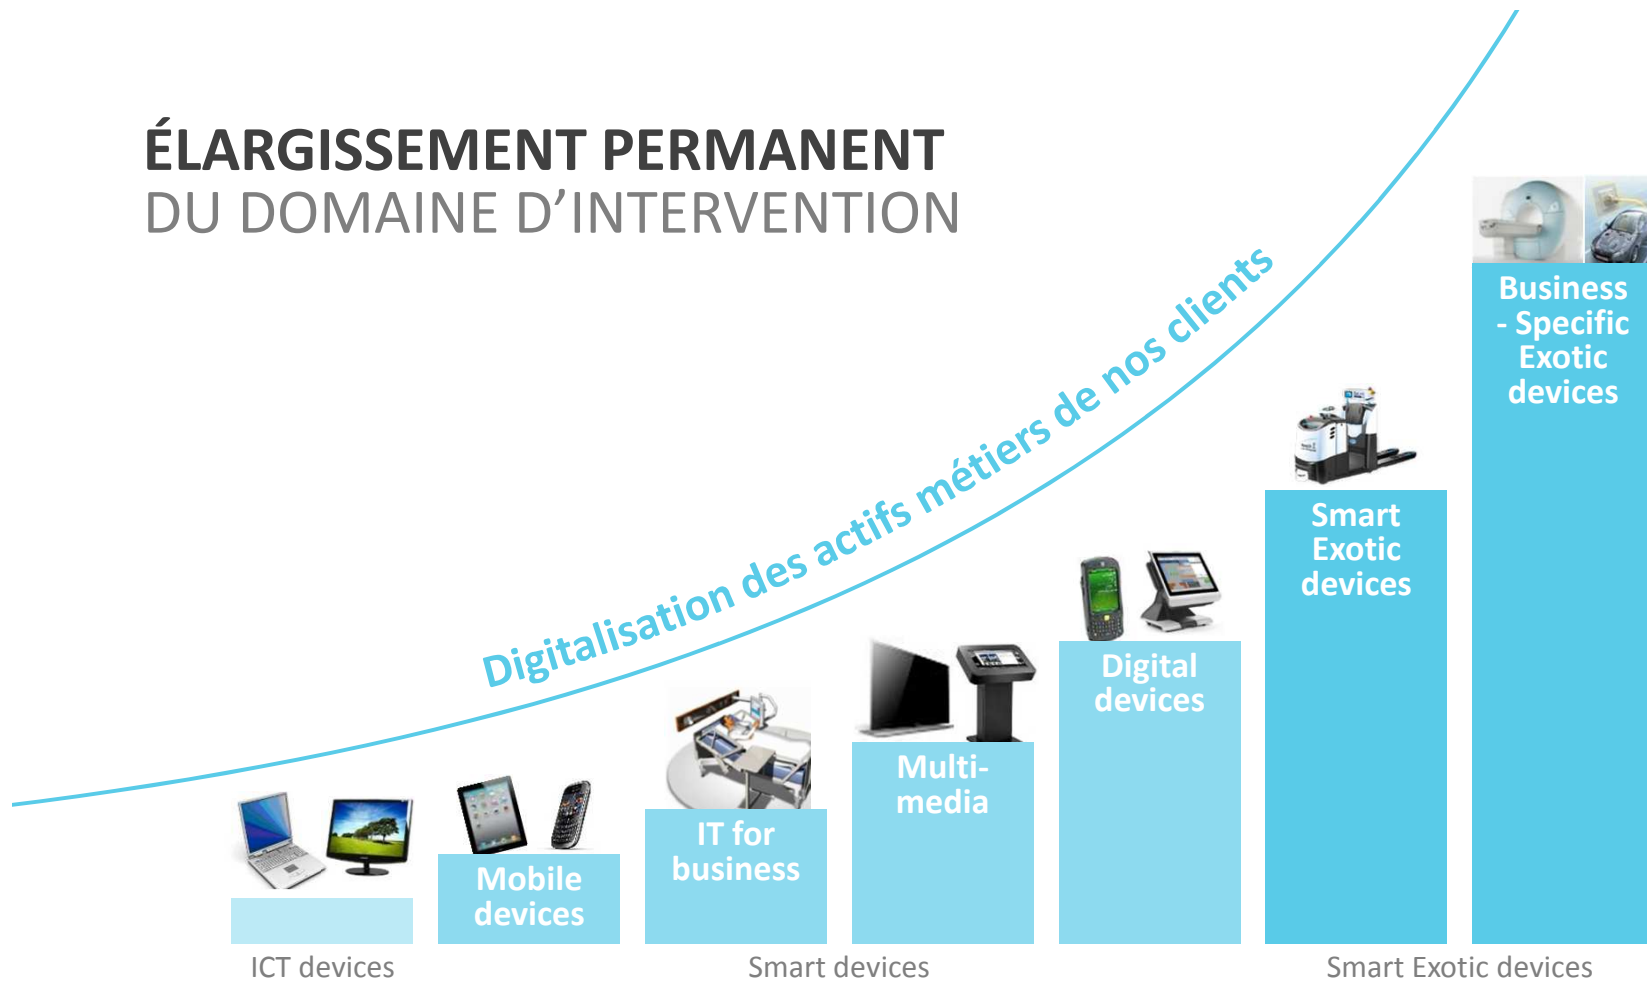 ÉLARGISSEMENT PERMANENT
DU DOMAINE D’INTERVENTION
Digitalisation des actifs métiers de nos clients
Mobile
devices
IT for
business
Multi-
media
Digital
devices
Smart
Exotic
devices
Business
- Specific
Exotic
devices
ICT devices
Smart devices
Smart Exotic devices